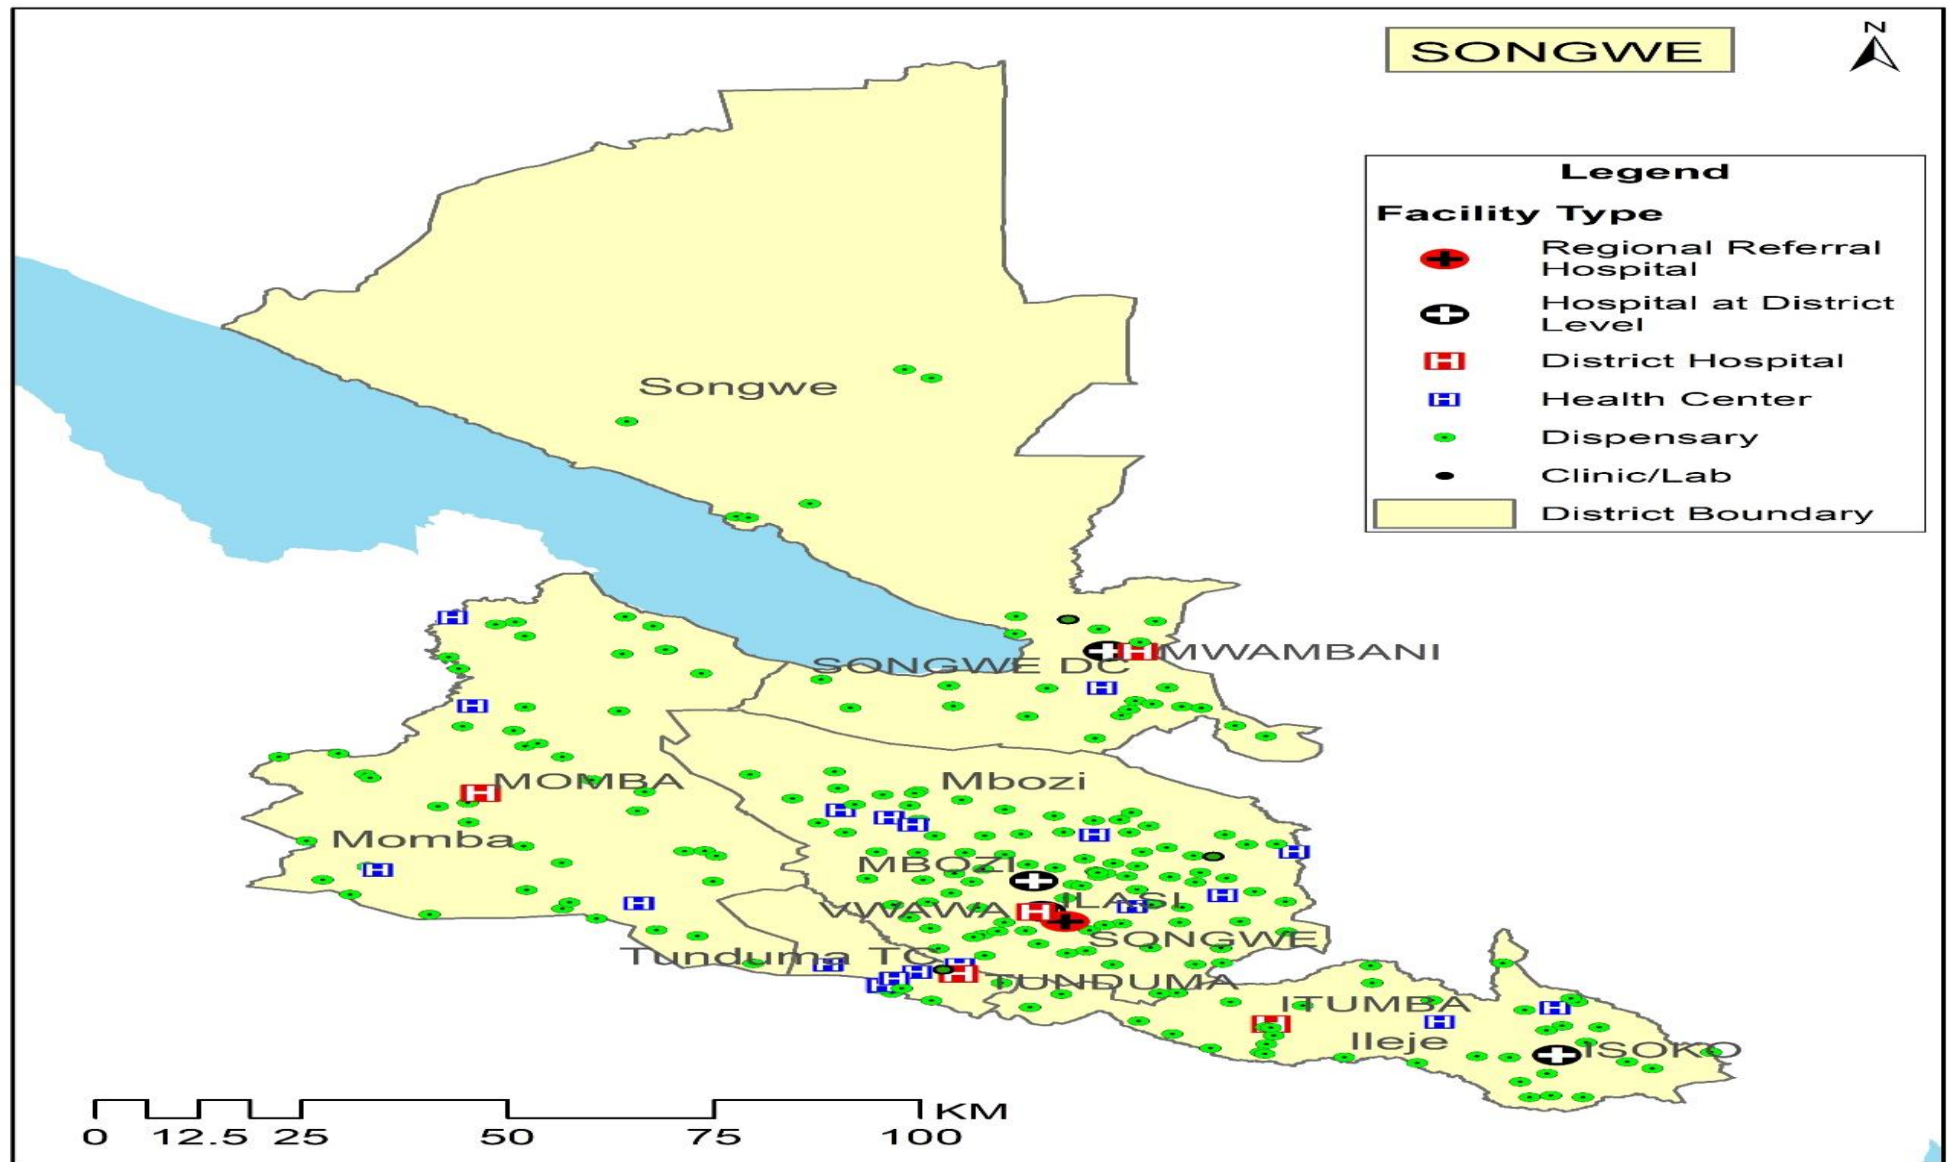 SONGWE
N
Legend
Facility Type
Regional Referral
Hospital
Hospital at District
Level
District Hospital
Health Center
Dispensary
Clinic/Lab
District Boundary
Songwe
SONGWE DC
MWAMBANI
MOMBA
Mbozi
Momba
MBOZI
ILASI
VWAWA
SONGWE
Tunduma TC
TUNDUMA
ITUMBA
Ileje
ISOKO
KM
0 12.5 25 50 75 100